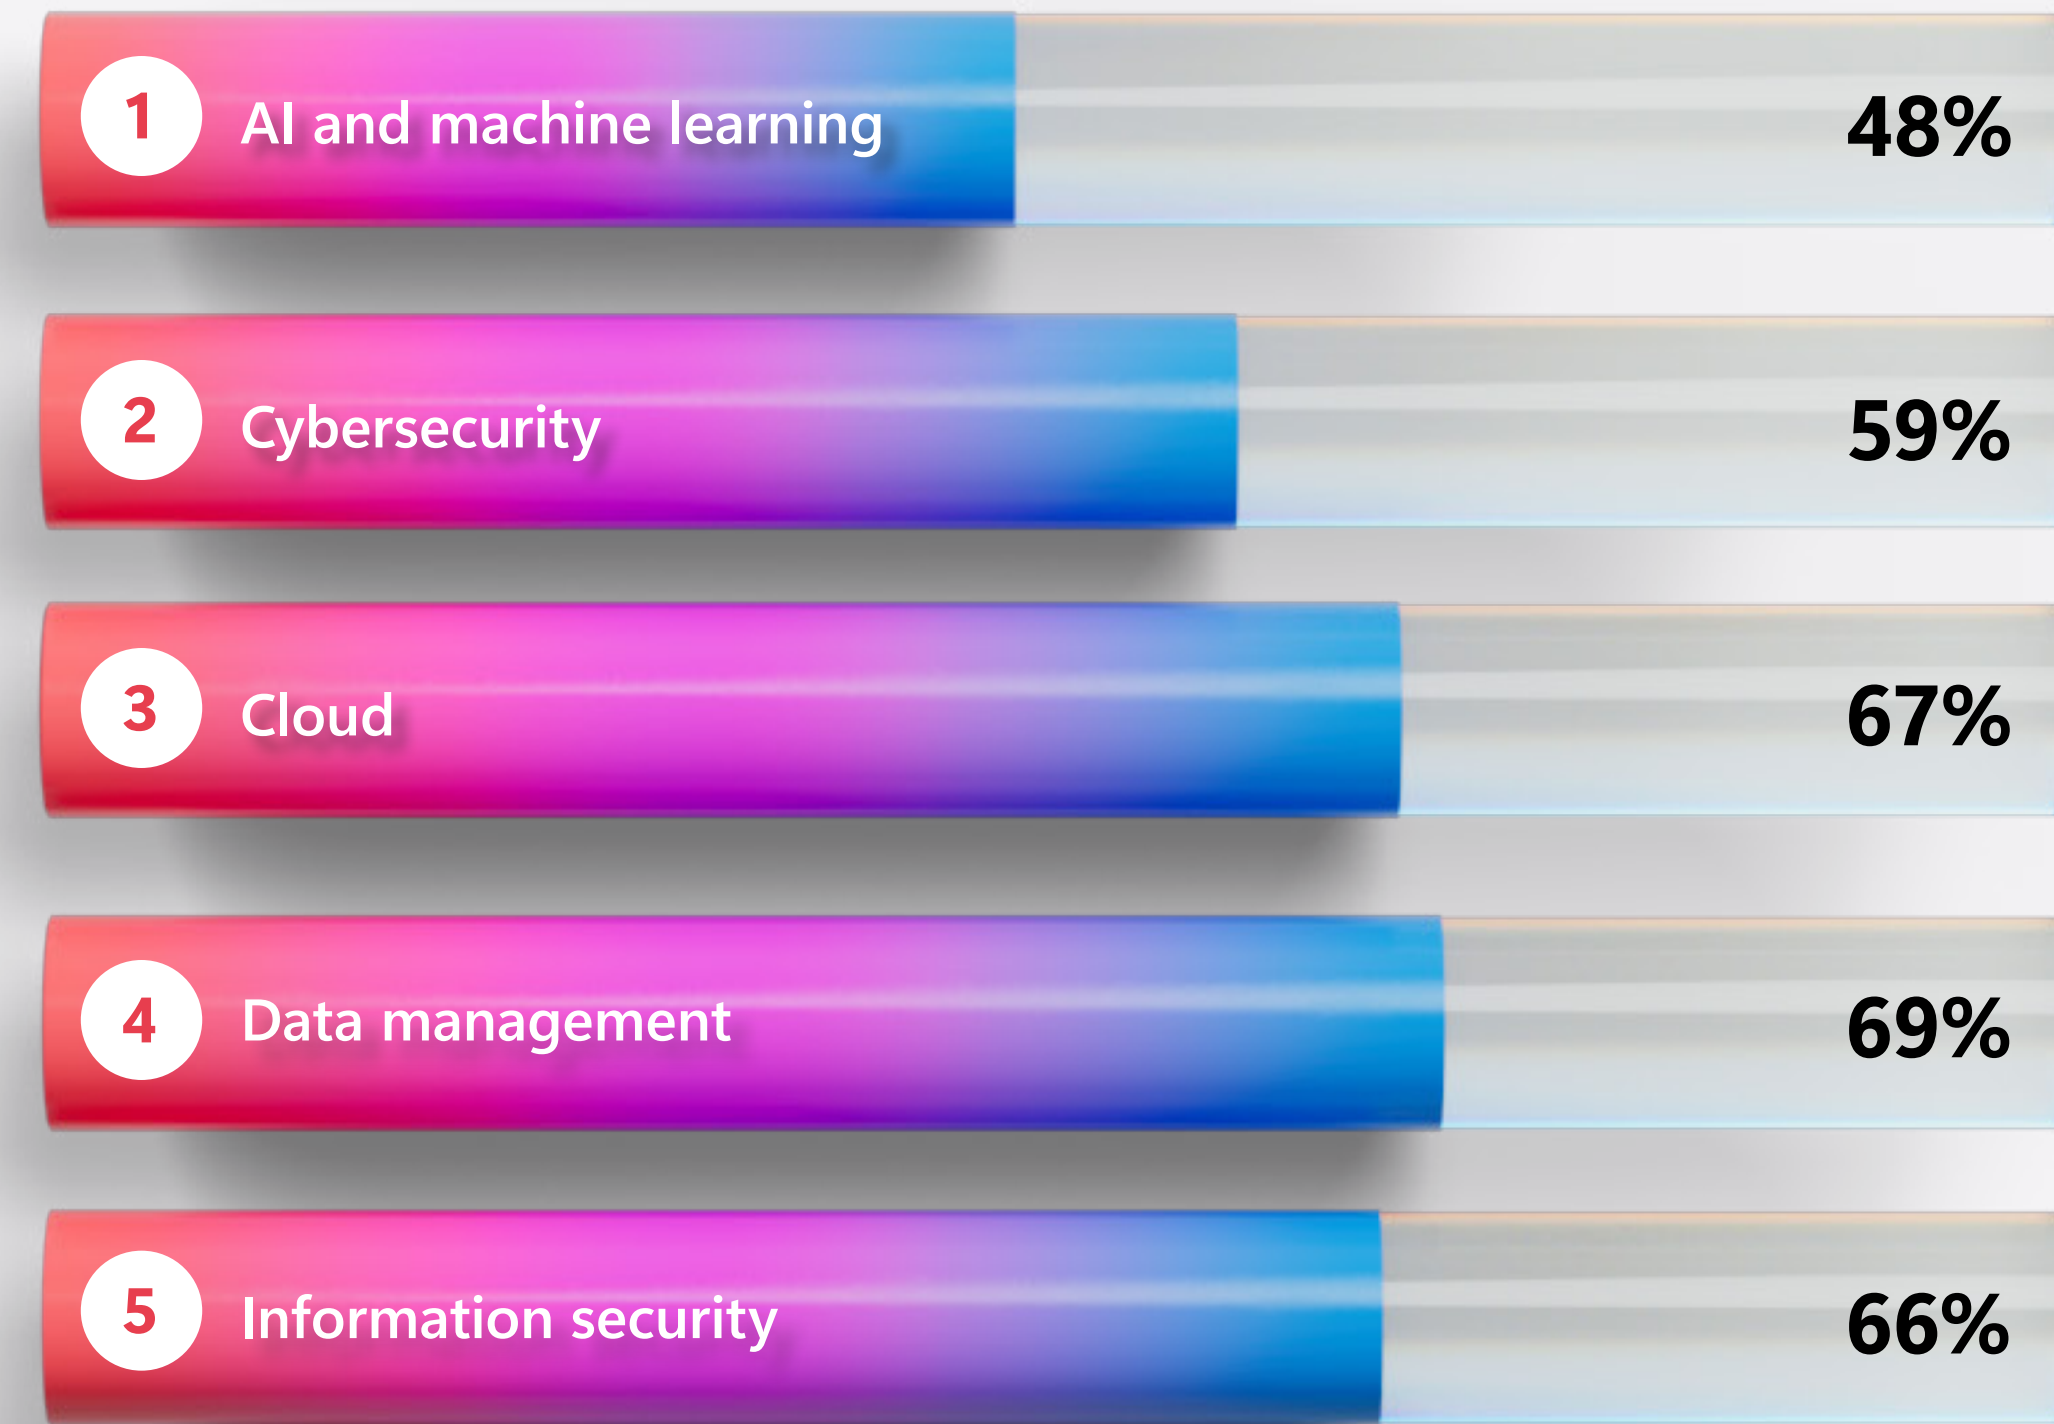 1 AI and machine learning 48%
2 Cybersecurity 59%
3 Cloud 67%
4 Data management 69%
5 Information security 66%